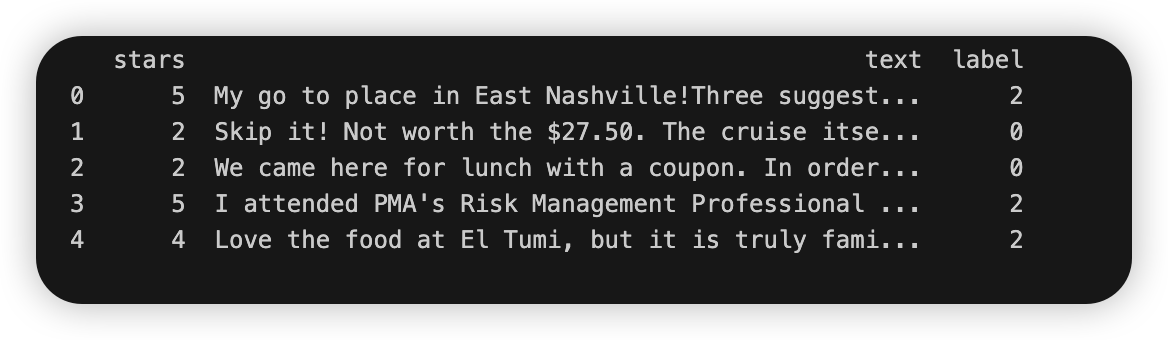 stars text label
0 5 My go to place in East Nashville!Three suggest... 2
1 2 Skip it! Not worth the $27.50. The cruise itse... 0
2 2 We came here for lunch with a coupon. In order... 0
3 5 I attended PMA's Risk Management Professional ... 2
4 4 Love the food at El Tumi, but it is truly fami... 2